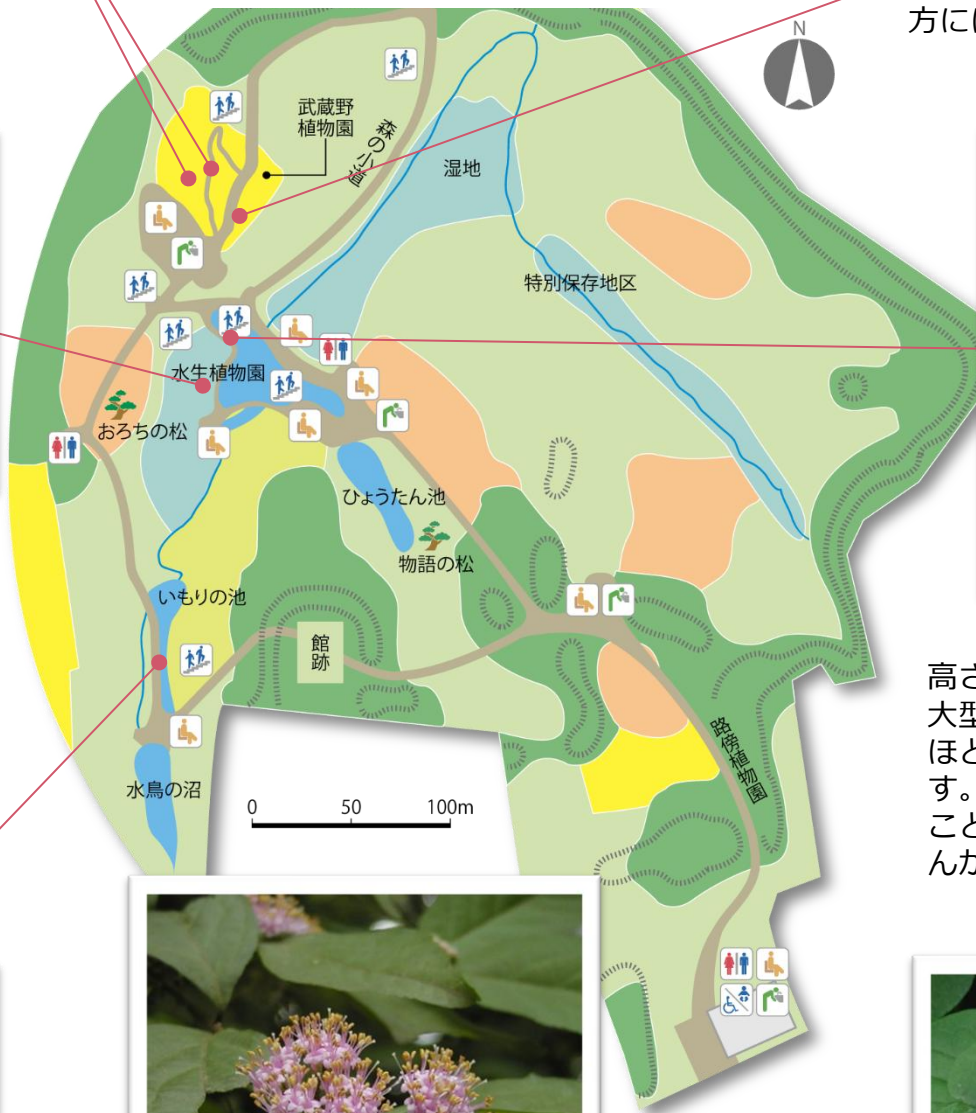 方には
N
武蔵野
植物園
森の小道
湿地
特別保存地区
水生植物園
おろちの松
ひょうたん池
物語の松
いもりの池
館
跡
高さ
大型
ほと
す。
こと
んか
路傍植物園
水鳥の沼
0 50 100m